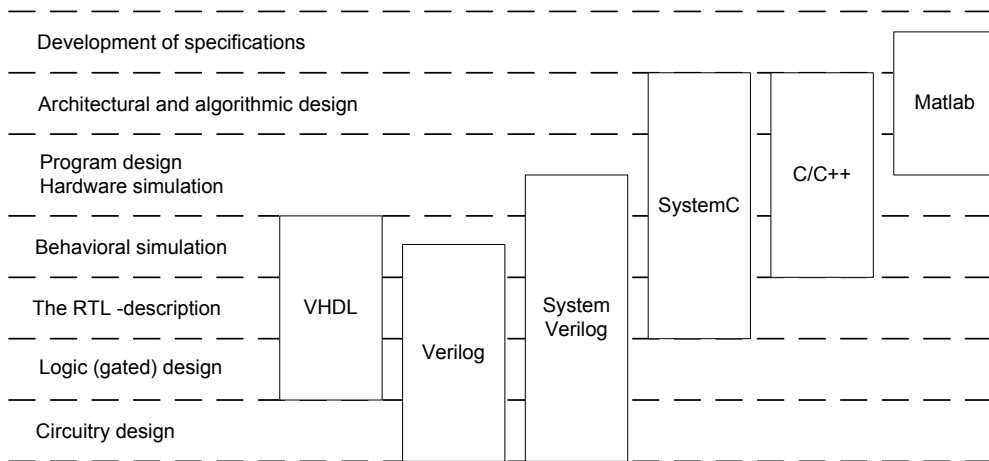 Development of specifications
Architectural and algorithmic design
Matlab
Program design
Hardware simulation
C/C++
SystemC
Behavioral simulation
The RTL -description
VHDL
System
Verilog
Verilog
Logic (gated) design
Circuitry design